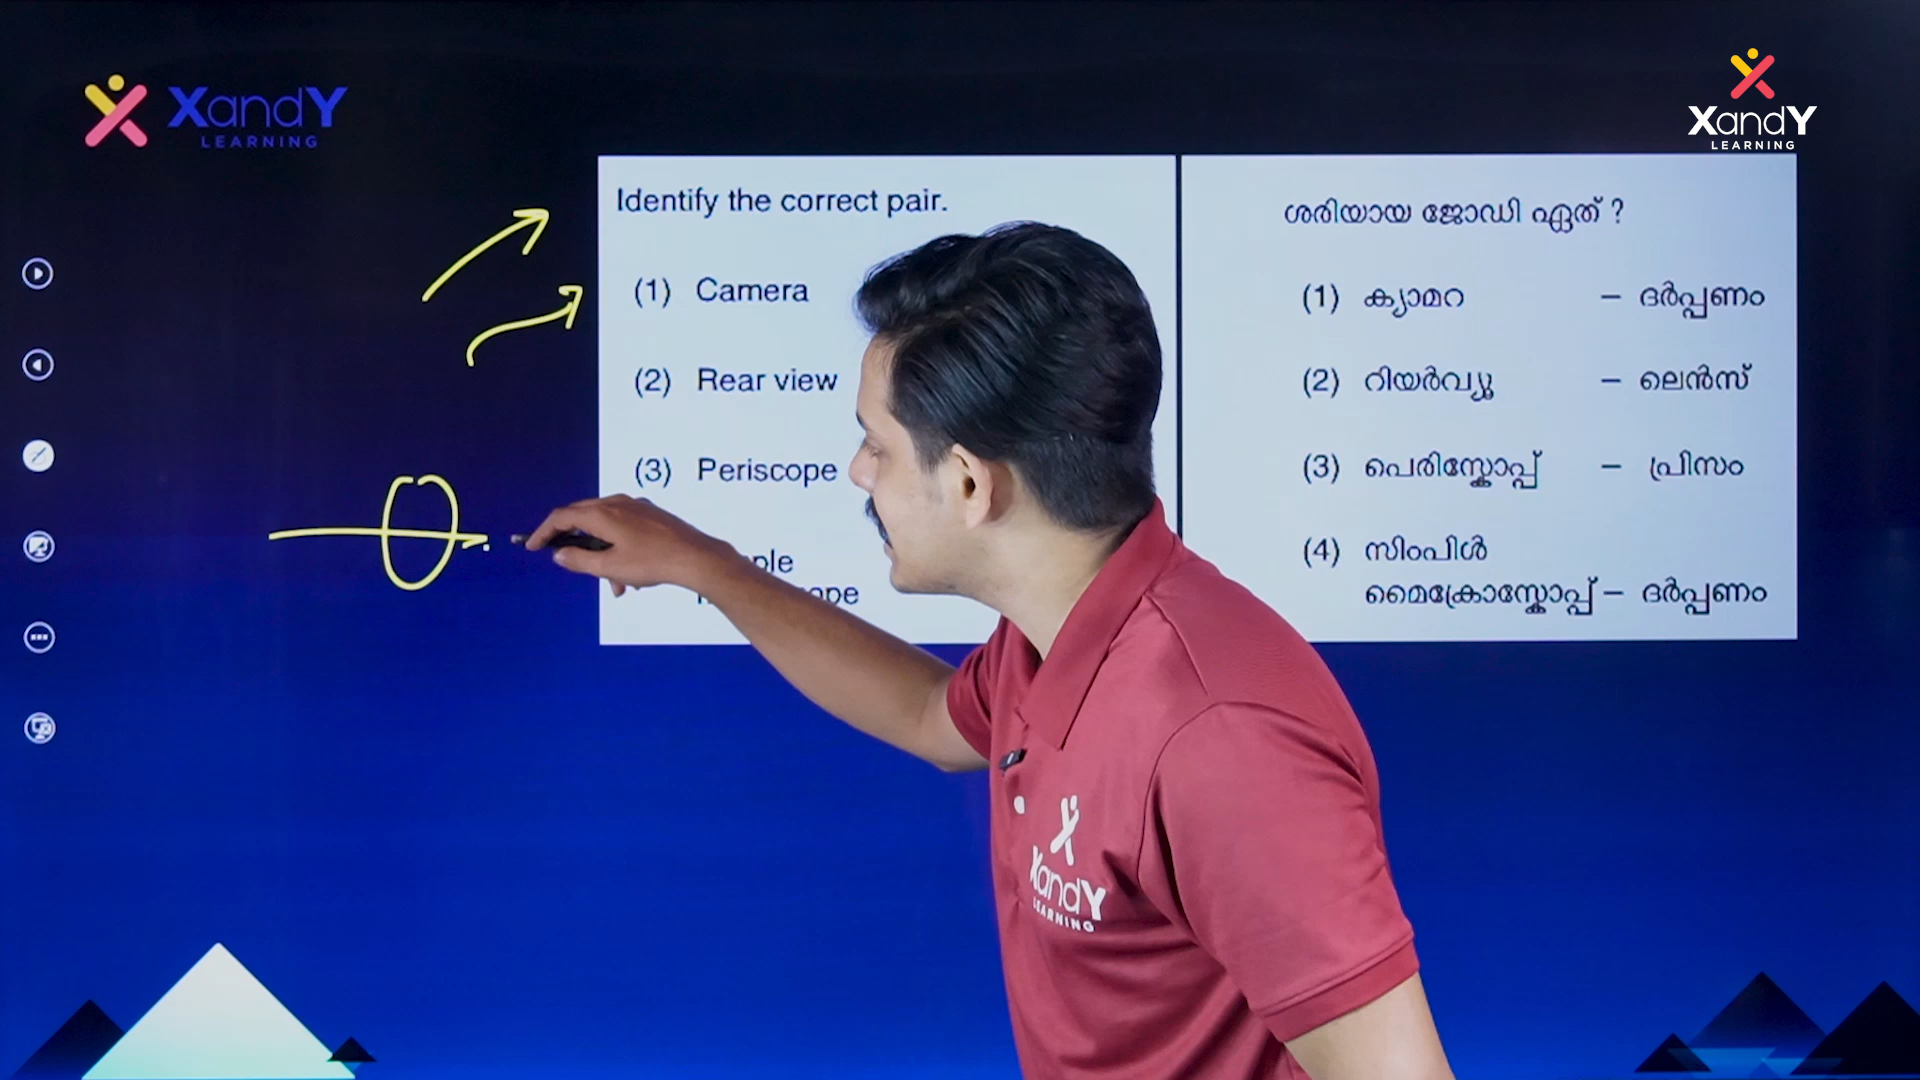 XandY
LEARNING
XandY
LEARNING
Identify the correct pair.
(1) Camera
(2) Rear view
(3) Periscope
ശരിയായ ജോഡി ഏത് ?
(1) ക്യാമറ – ദർപ്പണം
(2) റിയർവ്യൂ – ലെൻസ്
(3) പെരിസ്കോപ്പ് – പ്രിസം
(4) സിംപിൾ
മൈക്രോസ്കോപ്പ് – ദർപ്പണം
XandY
LEARNING